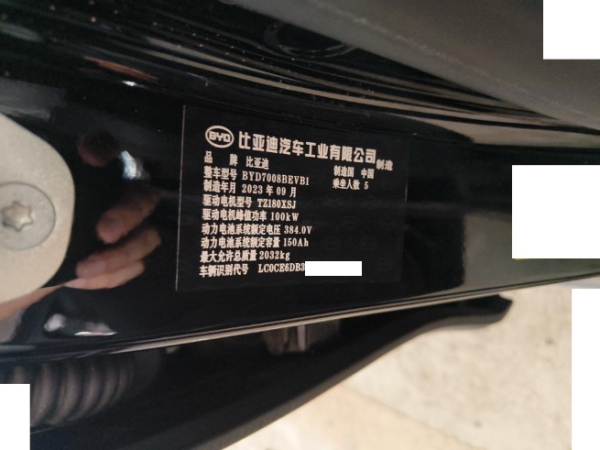 BYD 比亚迪汽车工业有限公司 制造
品 牌 比亚迪 制造国 中国
整车型号 BYD7008BEVB1 乘坐人数 5
制造年月 2023 年 09 月
驱动电机型号 TZ180XSJ
驱动电机峰值功率 100kW
动力电池系统额定电压 384.0V
动力电池系统额定容量 150Ah
最大允许总质量 2032kg
车辆识别代号 LC0CE6DB3